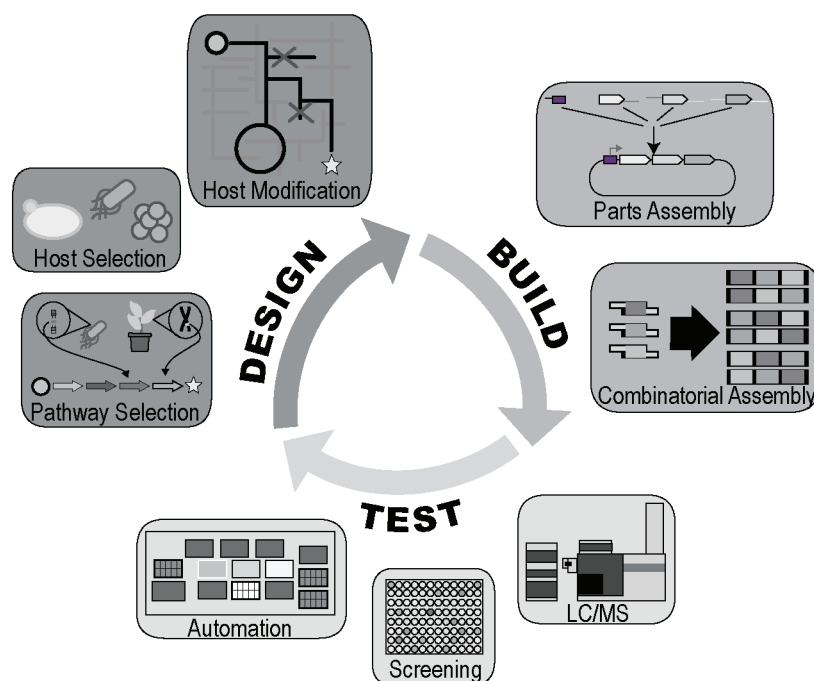 Host Modification
Host Selection
Pathway Selection
DESIGN
BUILD
TEST
Parts Assembly
Combinatorial Assembly
LC/MS
Screening
Automation